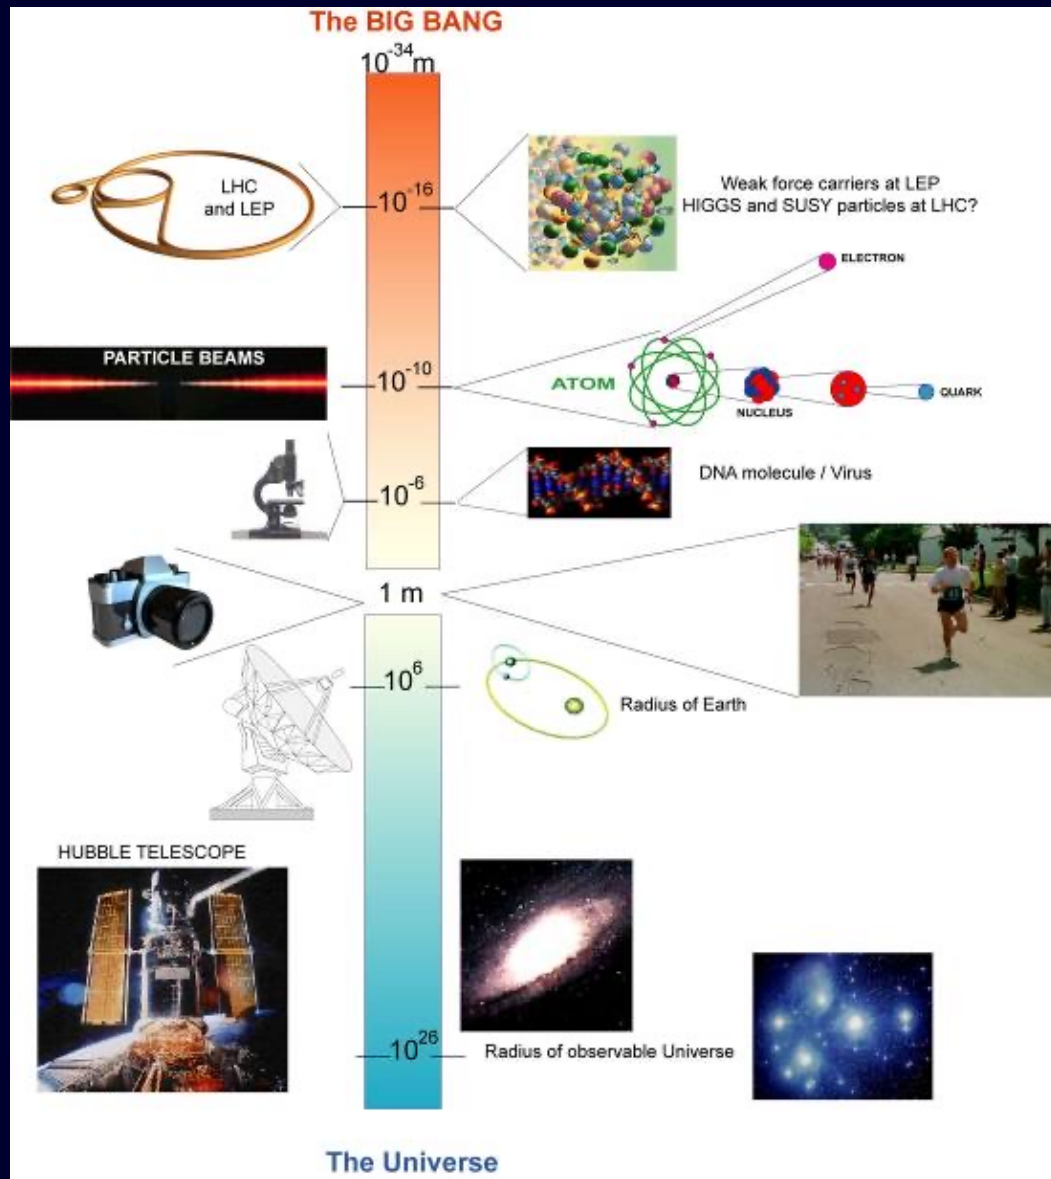 The BIG BANG
10⁻³⁴m
LHC
and LEP
10⁻¹⁶
Weak force carriers at LEP
HIGGS and SUSY particles at LHC?
ELECTRON
PARTICLE BEAMS
10⁻¹⁰
ATOM
NUCLEUS
QUARK
10⁻⁶
DNA molecule / Virus
1 m
10⁶
Radius of Earth
HUBBLE TELESCOPE
10²⁶
Radius of observable Universe
The Universe